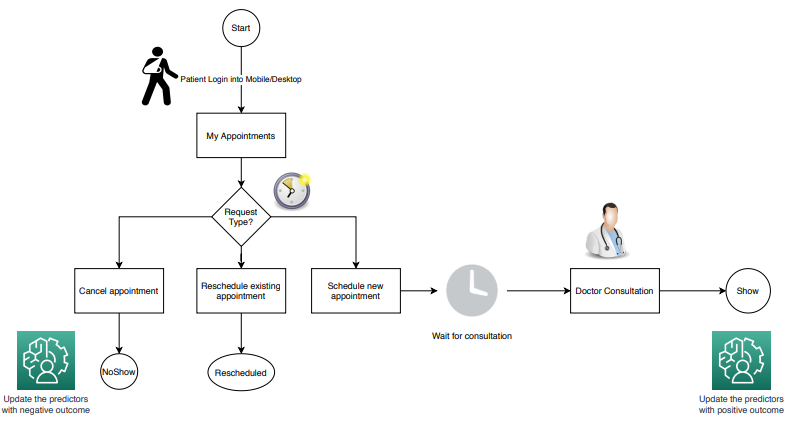 Start
Patient Login into Mobile/Desktop
My Appointments
Request
Type?
Cancel appointment
Reschedule existing
appointment
Schedule new
appointment
Wait for consultation
Doctor Consultation
Show
NoShow
Rescheduled
Update the predictors
with negative outcome
Update the predictors
with positive outcome